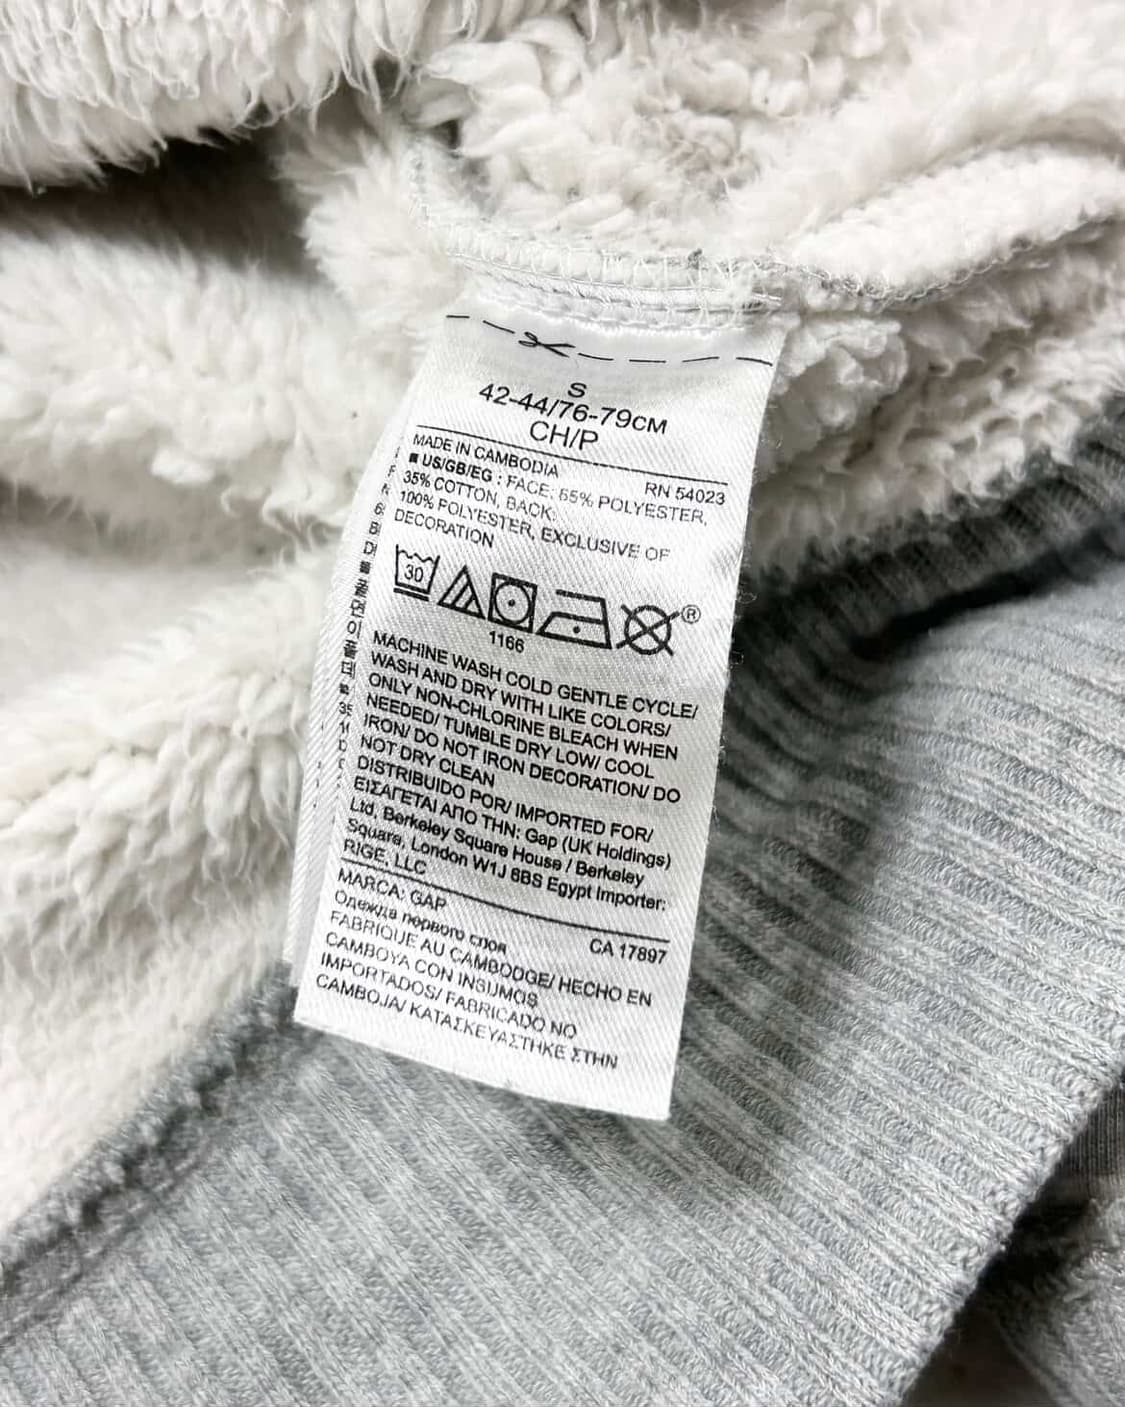 S
42-44/76-79CM
CH/P
MADE IN CAMBODIA
RN 54023
■ US/GB/EG : FACE: 65% POLYESTER,
35% COTTON, BACK:
100% POLYESTER, EXCLUSIVE OF
DECORATION
30
1166
®
MACHINE WASH COLD GENTLE CYCLE/
WASH AND DRY WITH LIKE COLORS/
ONLY NON-CHLORINE BLEACH WHEN
NEEDED/ TUMBLE DRY LOW/ COOL
IRON/ DO NOT IRON DECORATION/ DO
NOT DRY CLEAN
DISTRIBUIDO POR/ IMPORTED FOR/
ΕΙΣΑΓΕΤΑΙ ΑΠΟ ΤΗΝ: Gap (UK Holdings)
Ltd, Berkeley Square House / Berkeley
Square, London W1J 6BS Egypt Importer:
RIGE, LLC
MARCA: GAP
CA 17897
Одежда первого слоя
FABRIQUE AU CAMBODGE/ HECHO EN
CAMBOYA CON INSUMOS
IMPORTADOS/ FABRICADO NO
CAMBOJA/ ΚΑΤΑΣΚΕΥΑΣΤΗΚΕ ΣΤΗΝ